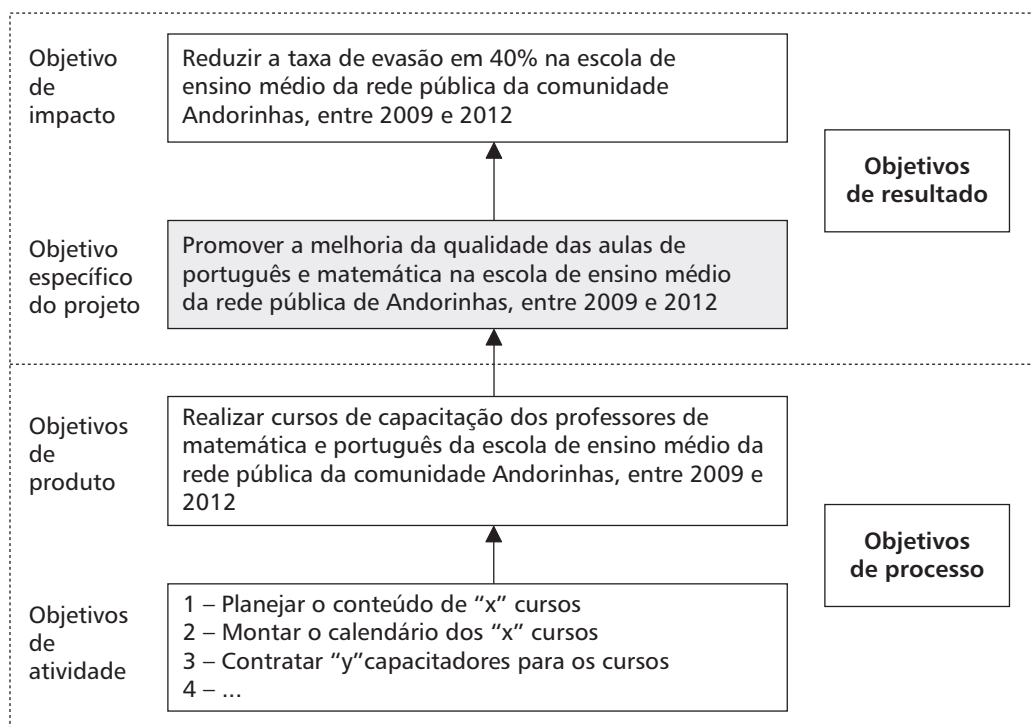 Objetivo
de
impacto
Reduzir a taxa de evasão em 40% na escola de
ensino médio da rede pública da comunidade
Andorinhas, entre 2009 e 2012
Objetivos
de resultado
Objetivo
específico
do projeto
Promover a melhoria da qualidade das aulas de
português e matemática na escola de ensino médio
da rede pública de Andorinhas, entre 2009 e 2012
Objetivos
de
produto
Realizar cursos de capacitação dos professores de
matemática e português da escola de ensino médio da
rede pública da comunidade Andorinhas, entre 2009 e
2012
Objetivos
de processo
Objetivos
de
atividade
1 – Planejar o conteúdo de “x” cursos
2 – Montar o calendário dos “x” cursos
3 – Contratar “y”capacitadores para os cursos
4 – ...